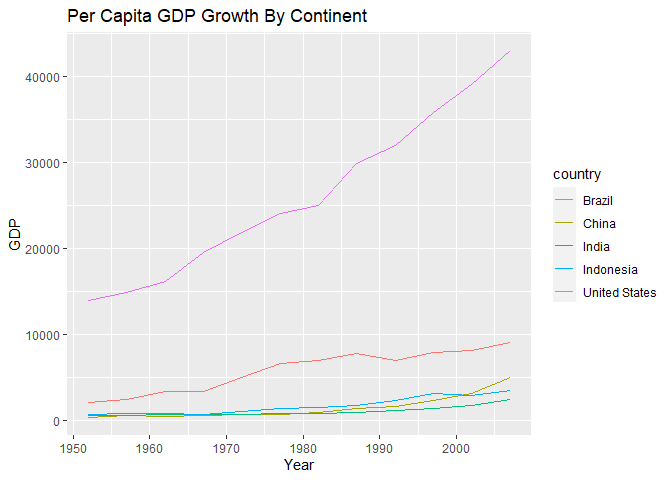 Per Capita GDP Growth By Continent
40000
30000
20000
10000
0
GDP
1950
1960
1970
1980
1990
2000
Year
country
Brazil
China
India
Indonesia
United States